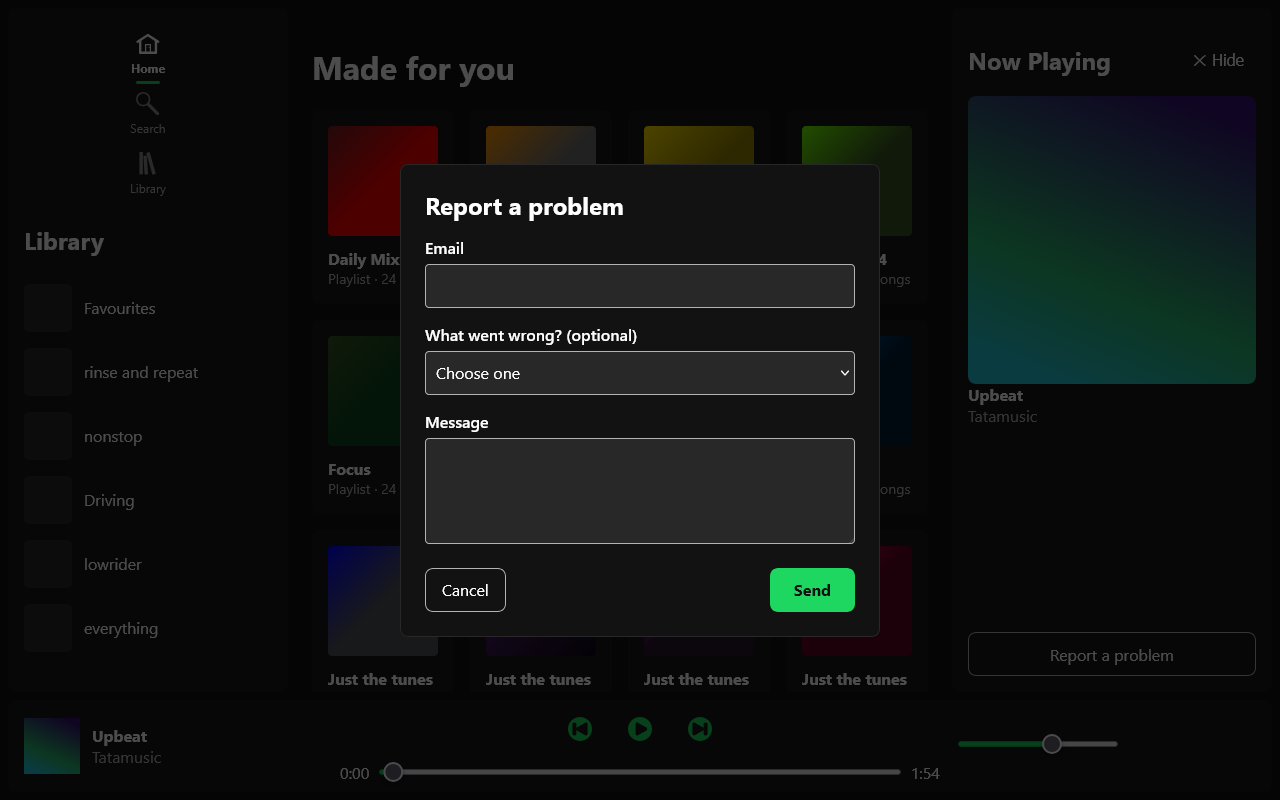 Home
Search
Library
Library
Favourites
rinse and repeat
nonstop
Driving
lowrider
everything
Made for you
Daily Mix
Playlist · 24
4
ongs
Focus
Playlist · 24
ongs
Just the tunes
Just the tunes
Just the tunes
Just the tunes
Report a problem
Email
What went wrong? (optional)
Choose one
Message
Cancel
Send
Now Playing
Hide
Upbeat
Tatamusic
Report a problem
Upbeat
Tatamusic
0:00
1:54